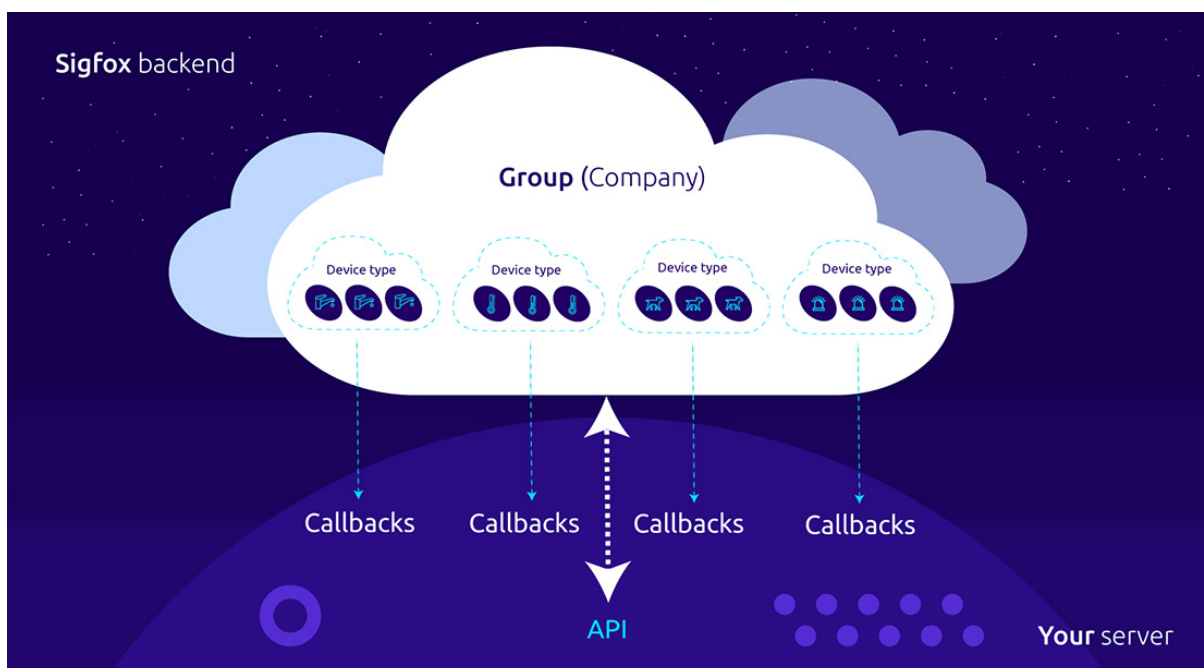 Sigfox backend
Group (Company)
Device type
Device type
Device type
Device type
Callbacks
Callbacks
Callbacks
Callbacks
API
Your server